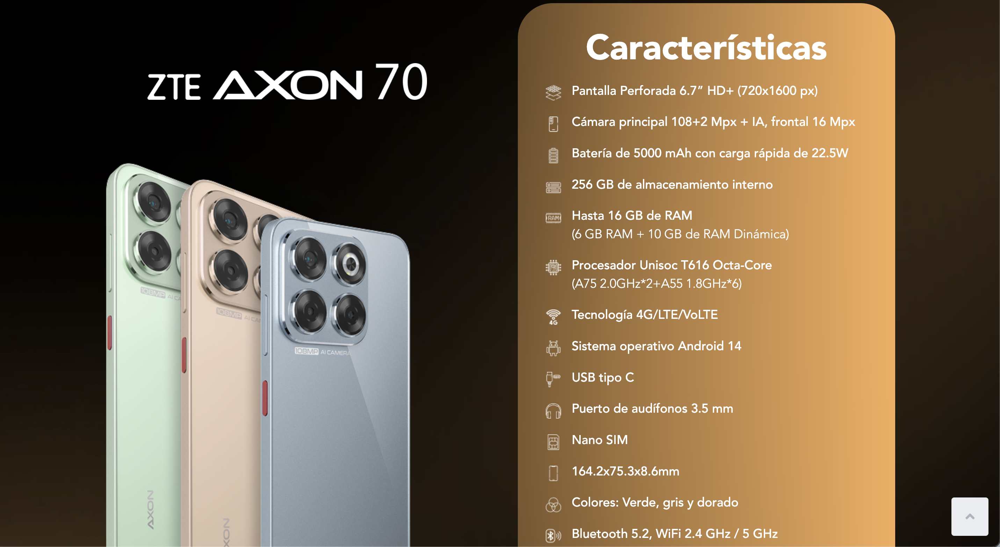 ZTE AXON 70
108MP AI CA
108MP AI CAM
108MP AI CAMERA
AXON
XON
Características
Pantalla Perforada 6.7” HD+ (720x1600 px)
Cámara principal 108+2 Mpx + IA, frontal 16 Mpx
Batería de 5000 mAh con carga rápida de 22.5W
256 GB de almacenamiento interno
RAM
Hasta 16 GB de RAM
(6 GB RAM + 10 GB de RAM Dinámica)
Procesador Unisoc T616 Octa-Core
(A75 2.0GHz*2+A55 1.8GHz*6)
4G
Tecnología 4G/LTE/VoLTE
Sistema operativo Android 14
USB tipo C
Puerto de audífonos 3.5 mm
Nano SIM
164.2x75.3x8.6mm
Colores: Verde, gris y dorado
Bluetooth 5.2, WiFi 2.4 GHz / 5 GHz